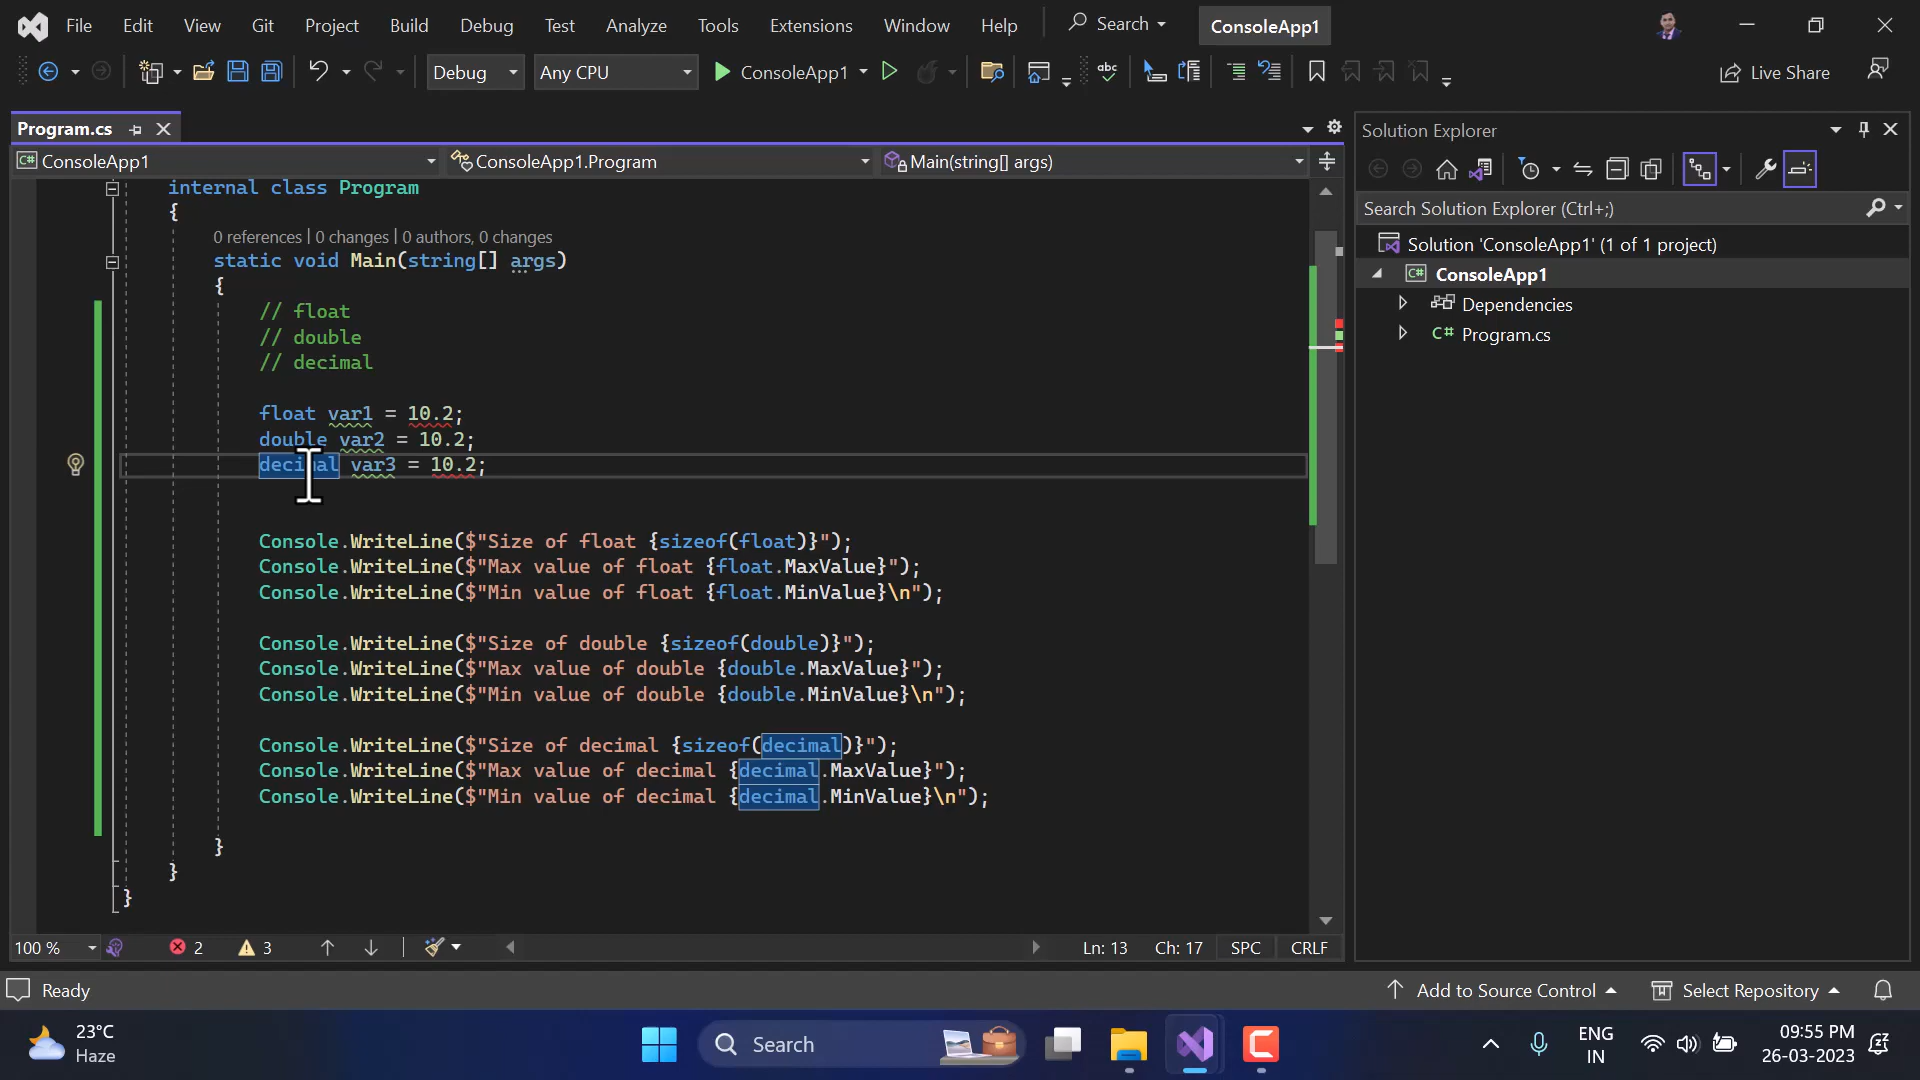 File Edit View Git Project Build Debug Test Analyze Tools Extensions Window Help Search ConsoleApp1
Debug Any CPU ConsoleApp1 Live Share
Program.cs
ConsoleApp1 ConsoleApp1.Program Main(string[] args)
internal class Program
{
0 references | 0 changes | 0 authors, 0 changes
static void Main(string[] args)
{
// float
// double
// decimal
float var1 = 10.2;
double var2 = 10.2;
decimal var3 = 10.2;
Console.WriteLine($"Size of float {sizeof(float)}");
Console.WriteLine($"Max value of float {float.MaxValue}");
Console.WriteLine($"Min value of float {float.MinValue}\n");
Console.WriteLine($"Size of double {sizeof(double)}");
Console.WriteLine($"Max value of double {double.MaxValue}");
Console.WriteLine($"Min value of double {double.MinValue}\n");
Console.WriteLine($"Size of decimal {sizeof(decimal)}");
Console.WriteLine($"Max value of decimal {decimal.MaxValue}");
Console.WriteLine($"Min value of decimal {decimal.MinValue}\n");
}
}
}
100 % 2 3 Ln: 13 Ch: 17 SPC CRLF
Solution Explorer
Search Solution Explorer (Ctrl+;)
Solution 'ConsoleApp1' (1 of 1 project)
C# ConsoleApp1
Dependencies
C# Program.cs
Ready Add to Source Control Select Repository
23°C
Haze
Search
ENG
IN
09:55 PM
26-03-2023